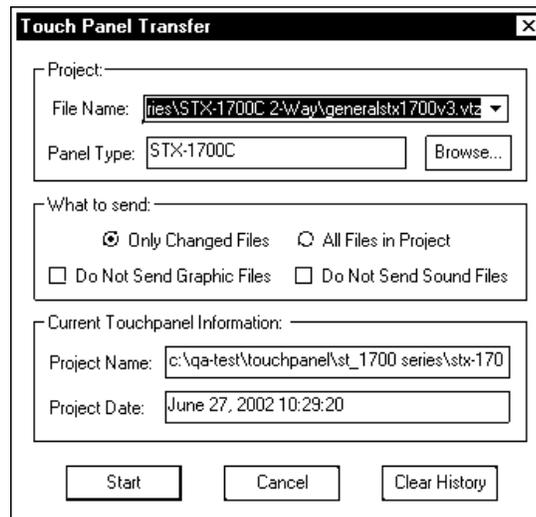 Touch Panel Transfer
Project:
File Name: ries\STX-1700C 2-Way\generalstx1700v3.vtz
Panel Type: STX-1700C Browse...
What to send:
Only Changed Files All Files in Project
Do Not Send Graphic Files Do Not Send Sound Files
Current Touchpanel Information:
Project Name: c:\qa-test\touchpanel\st_1700 series\stx-170
Project Date: June 27, 2002 10:29:20
Start Cancel Clear History